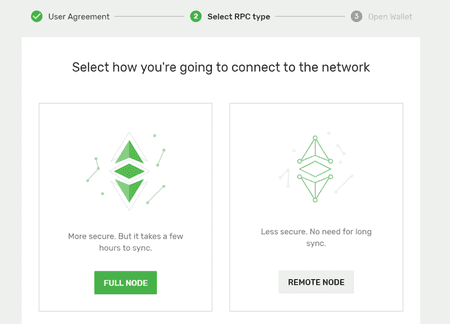 User Agreement
2 Select RPC type
3 Open Wallet
Select how you're going to connect to the network
More secure. But it takes a few
hours to sync.
FULL NODE
Less secure. No need for long
sync.
REMOTE NODE